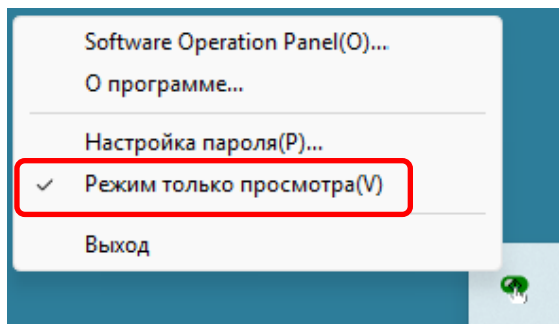 Software Operation Panel(O)...
О программе...
Настройка пароля(P)...
Режим только просмотра(V)
Выход